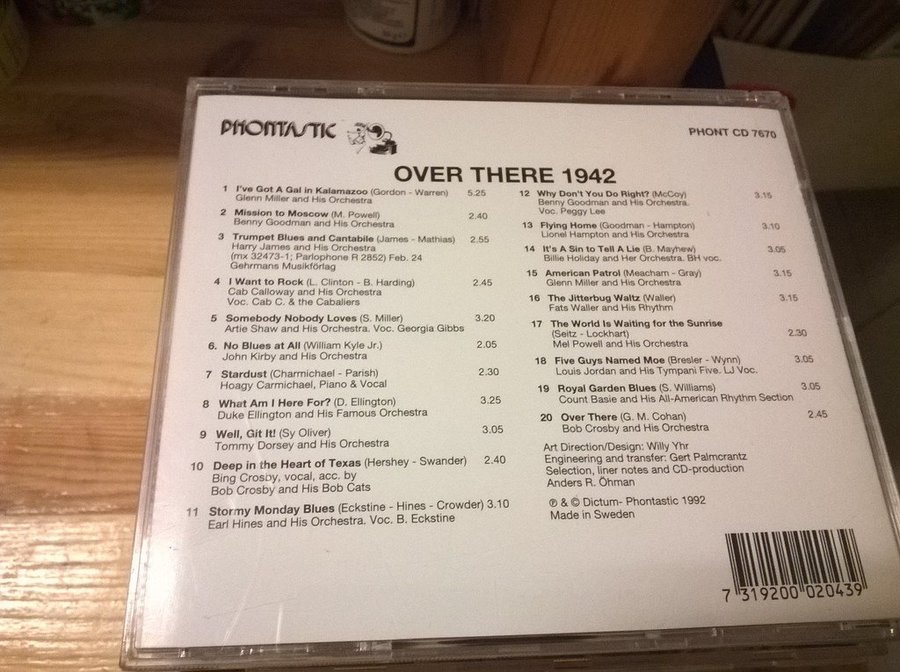 PHONTASTIC
PHONT CD 7670
OVER THERE 1942
1 I've Got A Gal in Kalamazoo (Gordon - Warren) 5.25
Glenn Miller and His Orchestra
2 Mission to Moscow (M. Powell) 2.40
Benny Goodman and His Orchestra
3 Trumpet Blues and Cantabile (James - Mathias) 2.55
Harry James and His Orchestra
(mx 32473-1; Parlophone R 2852) Feb. 24
Gehrmans Musikförlag
4 I Want to Rock (L. Clinton - B. Harding) 2.45
Cab Calloway and His Orchestra
Voc. Cab C. & the Cabaliers
5 Somebody Nobody Loves (S. Miller) 3.20
Artie Shaw and His Orchestra. Voc. Georgia Gibbs
6. No Blues at All (William Kyle Jr.) 2.05
John Kirby and His Orchestra
7 Stardust (Charmichael - Parish) 2.30
Hoagy Carmichael, Piano & Vocal
8 What Am I Here For? (D. Ellington) 3.25
Duke Ellington and His Famous Orchestra
9 Well, Git It! (Sy Oliver) 3.05
Tommy Dorsey and His Orchestra
10 Deep in the Heart of Texas (Hershey - Swander) 2.40
Bing Crosby, vocal, acc. by
Bob Crosby and His Bob Cats
11 Stormy Monday Blues (Eckstine - Hines - Crowder) 3.10
Earl Hines and His Orchestra. Voc. B. Eckstine
12 Why Don't You Do Right? (McCoy) 3.15
Benny Goodman and His Orchestra.
Voc. Peggy Lee
13 Flying Home (Goodman - Hampton) 3.10
Lionel Hampton and His Orchestra
14 It's A Sin to Tell A Lie (B. Mayhew) 3.05
Billie Holiday and Her Orchestra. BH voc.
15 American Patrol (Meacham - Gray) 3.15
Glenn Miller and His Orchestra
16 The Jitterbug Waltz (Waller) 3.15
Fats Waller and His Rhythm
17 The World Is Waiting for the Sunrise
(Seitz - Lockhart) 2.30
Mel Powell and His Orchestra
18 Five Guys Named Moe (Bresler - Wynn) 3.05
Louis Jordan and His Tympani Five. LJ Voc.
19 Royal Garden Blues (S. Williams) 3.05
Count Basie and His All-American Rhythm Section
20 Over There (G. M. Cohan) 2.45
Bob Crosby and His Orchestra
Art Direction/Design: Willy Yhr
Engineering and transfer: Gert Palmcrantz
Selection, liner notes and CD-production
Anders R. Öhman
℗ & © Dictum- Phontastic 1992
Made in Sweden
7 319200 020439